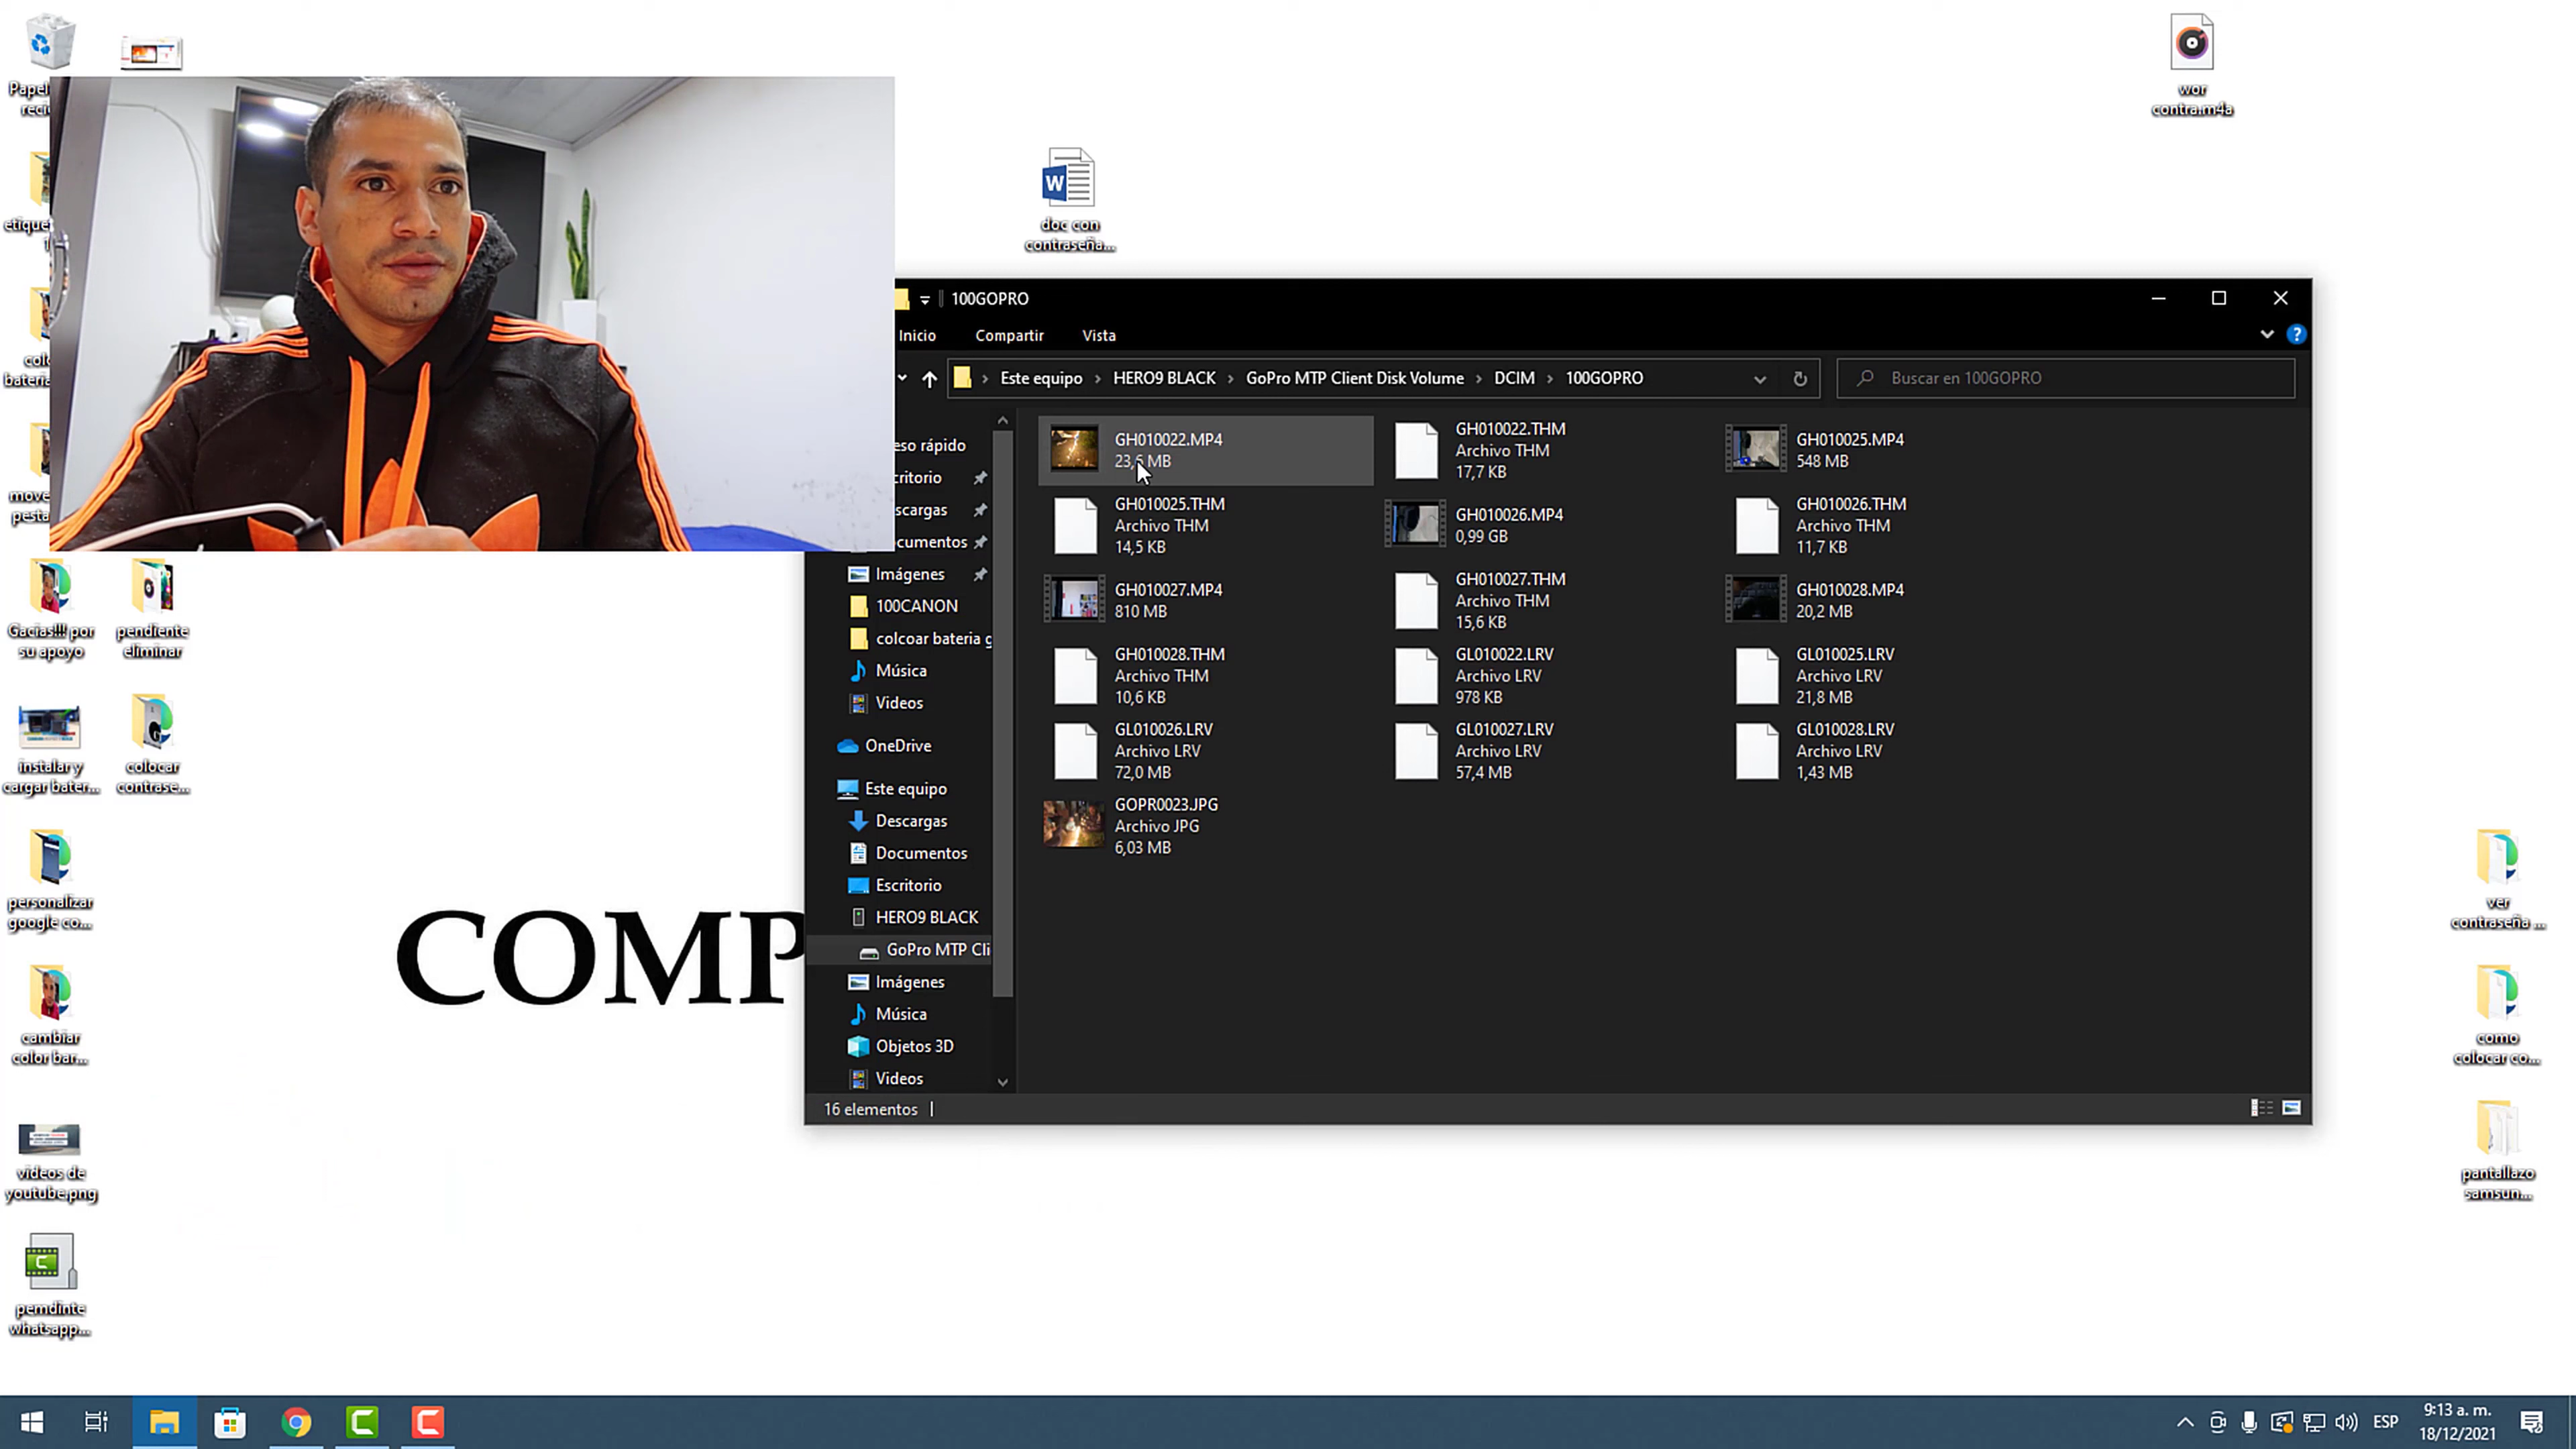 Papel
reci
etique
colo
bateria
move
pesta
Gacias!!! por
su apoyo
pendiente
eliminar
instalar y
cargar bater...
colocar
contrase...
personalizar
google co...
cambiar
color bar...
videos de
youtube.png
pemdinte
whatsapp...
wor
contra.m4a
doc con
contraseña...
W
COMP
100GOPRO
Inicio
Compartir
Vista
?
Este equipo > HERO9 BLACK > GoPro MTP Client Disk Volume > DCIM > 100GOPRO
Buscar en 100GOPRO
eso rápido
critorio
scargas
ocumentos
Imágenes
100CANON
colcoar bateria g
Música
Videos
OneDrive
Este equipo
Descargas
Documentos
Escritorio
HERO9 BLACK
GoPro MTP Cli
Imágenes
Música
Objetos 3D
Videos
GH010022.MP4
23,6 MB
GH010022.THM
Archivo THM
17,7 KB
GH010025.MP4
548 MB
GH010025.THM
Archivo THM
14,5 KB
GH010026.MP4
0,99 GB
GH010026.THM
Archivo THM
11,7 KB
GH010027.MP4
810 MB
GH010027.THM
Archivo THM
15,6 KB
GH010028.MP4
20,2 MB
GH010028.THM
Archivo THM
10,6 KB
GL010022.LRV
Archivo LRV
978 KB
GL010025.LRV
Archivo LRV
21,8 MB
GL010026.LRV
Archivo LRV
72,0 MB
GL010027.LRV
Archivo LRV
57,4 MB
GL010028.LRV
Archivo LRV
1,43 MB
GOPR0023.JPG
Archivo JPG
6,03 MB
16 elementos
ver
contraseña ...
como
colocar co...
pantallazo
samsun...
ESP
9:13 a. m.
18/12/2021